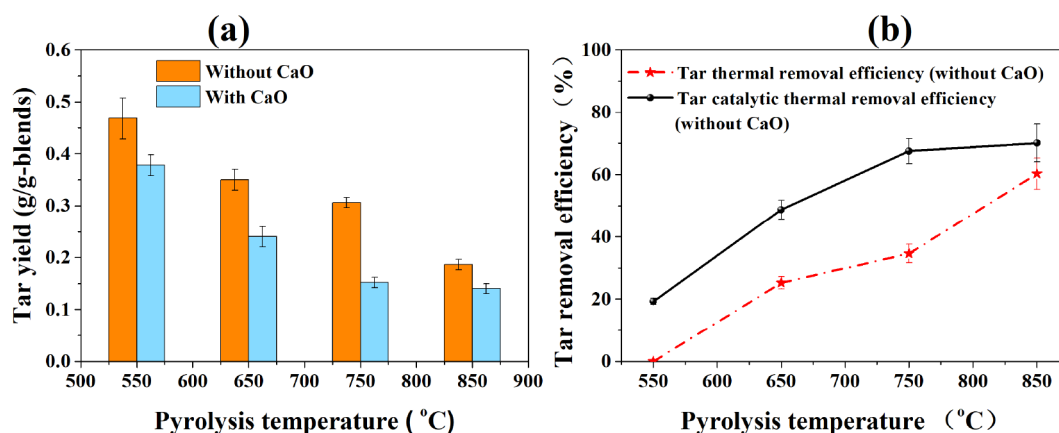 (a)
0.6
0.5
0.4
0.3
0.2
0.1
0.0
Tar yield (g/g-blends)
Without CaO
With CaO
500 550 600 650 700 750 800 850 900
Pyrolysis temperature ( °C)
(b)
100
80
60
40
20
0
Tar removal efficiency（%）
Tar thermal removal efficiency (without CaO)
Tar catalytic thermal removal efficiency
(without CaO)
550 600 650 700 750 800 850
Pyrolysis temperature （°C）